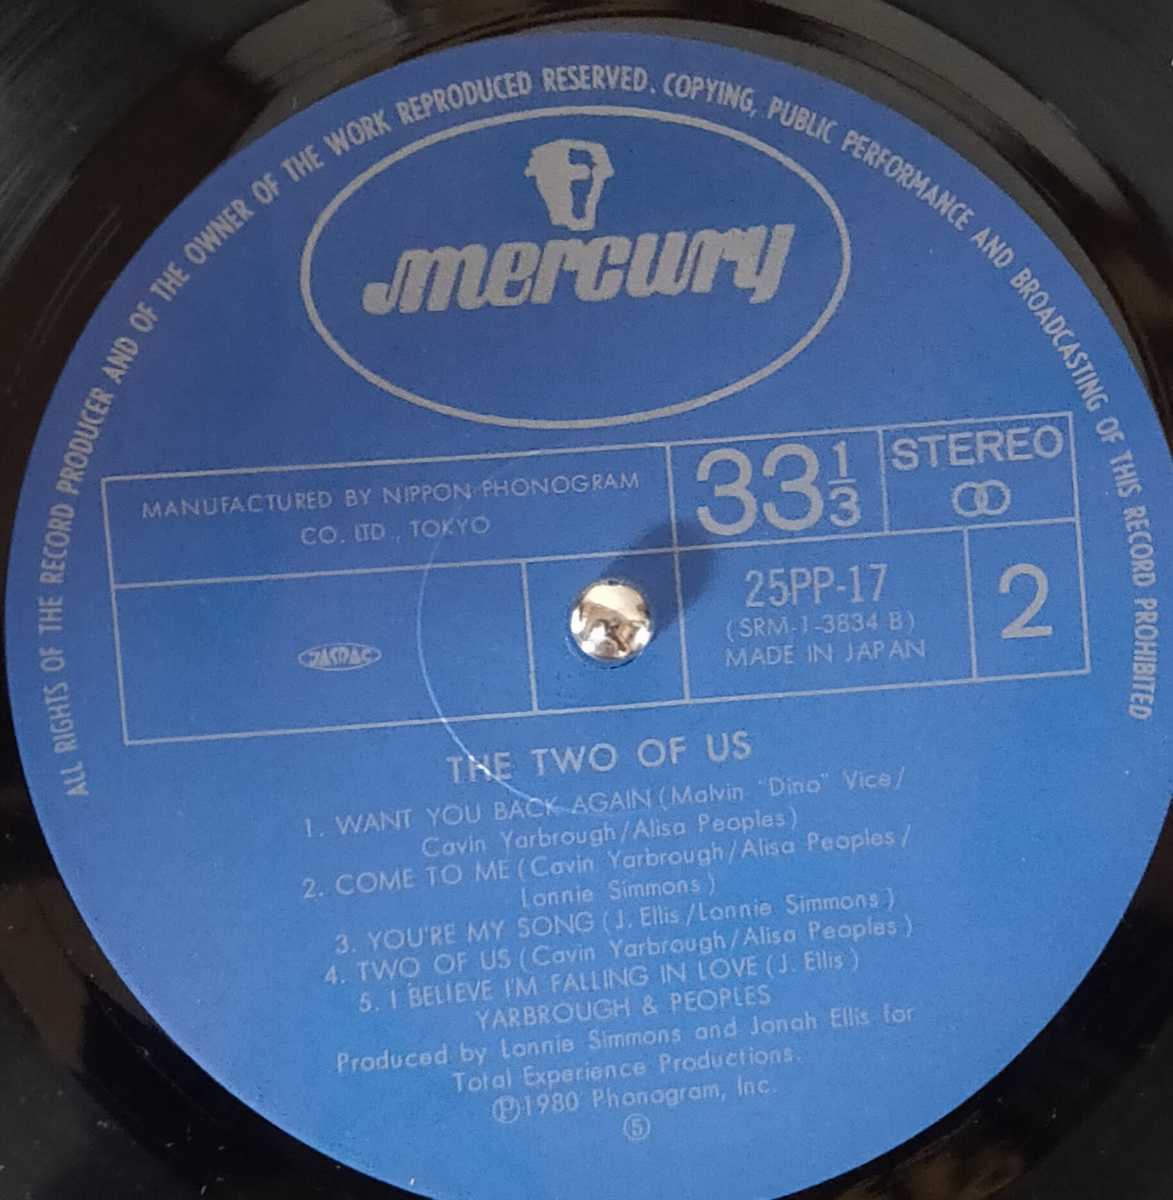 ALL RIGHTS OF THE RECORD PRODUCER AND OF THE OWNER OF THE WORK REPRODUCED RESERVED. COPYING, PUBLIC PERFORMANCE AND BROADCASTING OF THIS RECORD PROHIBITED
mercury
MANUFACTURED BY NIPPON PHONOGRAM
CO. LTD., TOKYO
33 1/3
STEREO
JASRAC
25PP-17
(SRM-1-3834 B)
MADE IN JAPAN
2
THE TWO OF US
1. WANT YOU BACK AGAIN (Malvin "Dino" Vice/
Cavin Yarbrough/Alisa Peoples)
2. COME TO ME (Cavin Yarbrough/Alisa Peoples/
Lonnie Simmons)
3. YOU'RE MY SONG (J. Ellis/Lonnie Simmons)
4. TWO OF US (Cavin Yarbrough/Alisa Peoples)
5. I BELIEVE I'M FALLING IN LOVE (J. Ellis)
YARBROUGH & PEOPLES
Produced by Lonnie Simmons and Jonah Ellis for
Total Experience Productions.
Ⓟ1980 Phonogram, Inc.
⑤